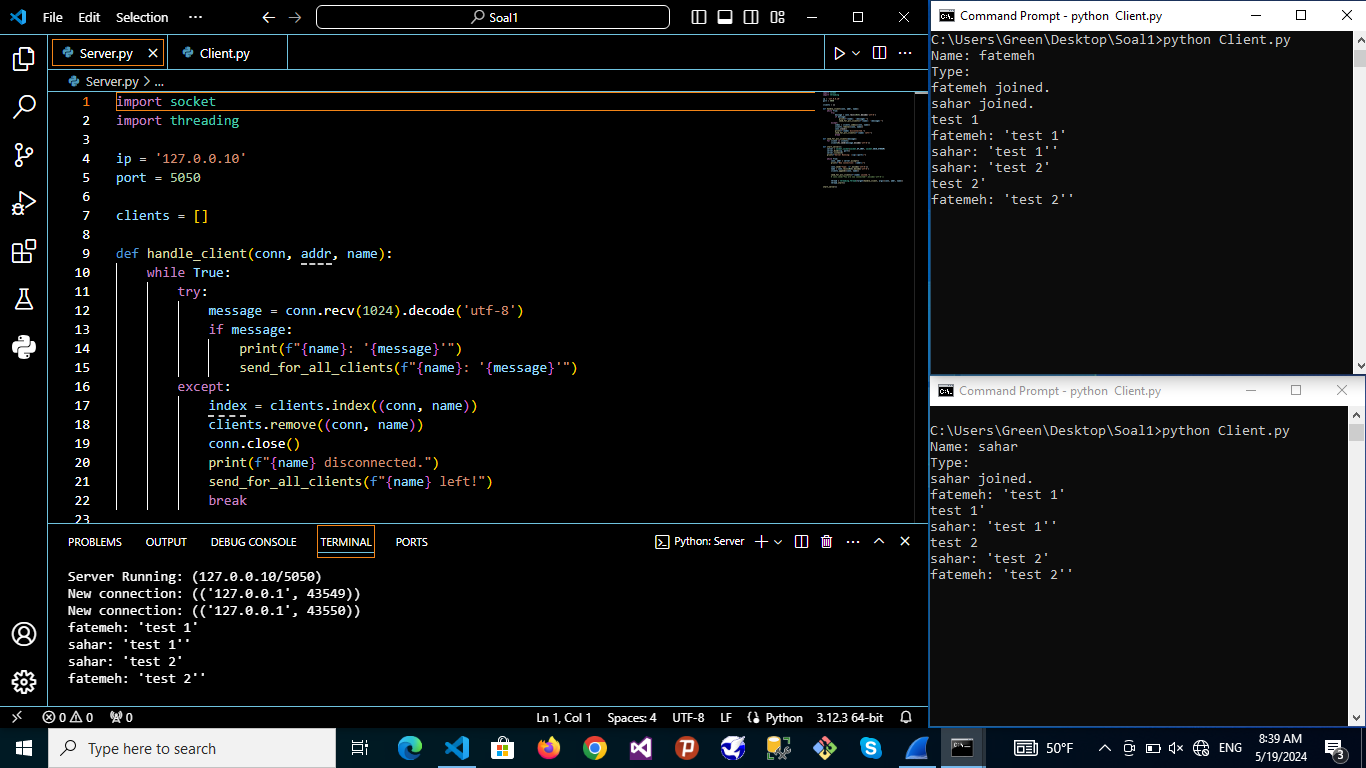 File Edit Selection ··· Soal1
Server.py Client.py
Server.py > ...
1 import socket
2 import threading
3
4 ip = '127.0.0.10'
5 port = 5050
6
7 clients = []
8
9 def handle_client(conn, addr, name):
10 while True:
11 try:
12 message = conn.recv(1024).decode('utf-8')
13 if message:
14 print(f"{name}: '{message}'")
15 send_for_all_clients(f"{name}: '{message}'")
16 except:
17 index = clients.index((conn, name))
18 clients.remove((conn, name))
19 conn.close()
20 print(f"{name} disconnected.")
21 send_for_all_clients(f"{name} left!")
22 break
23
PROBLEMS OUTPUT DEBUG CONSOLE TERMINAL PORTS Python: Server
Server Running: (127.0.0.10/5050)
New connection: (('127.0.0.1', 43549))
New connection: (('127.0.0.1', 43550))
fatemeh: 'test 1'
sahar: 'test 1''
sahar: 'test 2'
fatemeh: 'test 2''
0 0 0 Ln 1, Col 1 Spaces: 4 UTF-8 LF Python 3.12.3 64-bit
Command Prompt - python Client.py
C:\Users\Green\Desktop\Soal1>python Client.py
Name: fatemeh
Type:
fatemeh joined.
sahar joined.
test 1
fatemeh: 'test 1'
sahar: 'test 1''
sahar: 'test 2'
test 2'
fatemeh: 'test 2''
Command Prompt - python Client.py
C:\Users\Green\Desktop\Soal1>python Client.py
Name: sahar
Type:
sahar joined.
fatemeh: 'test 1'
test 1'
sahar: 'test 1''
test 2
sahar: 'test 2'
fatemeh: 'test 2''
Type here to search
50°F ENG
8:39 AM
5/19/2024
3